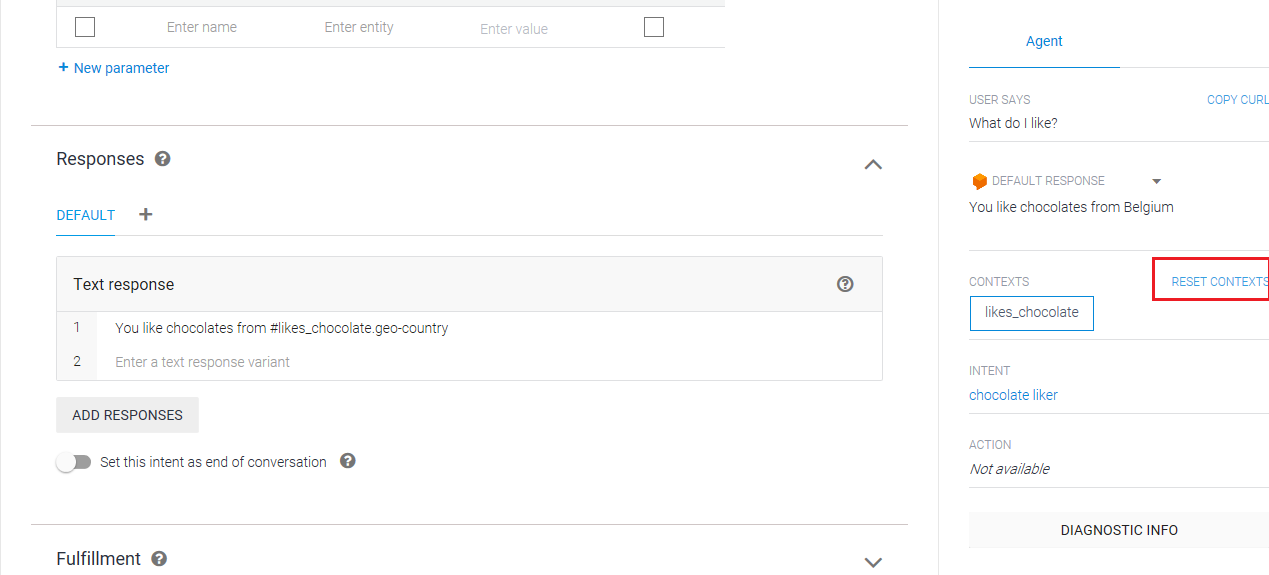 Enter name Enter entity Enter value
+ New parameter
Responses ?
DEFAULT +
Text response ?
1 You like chocolates from #likes_chocolate.geo-country
2 Enter a text response variant
ADD RESPONSES
Set this intent as end of conversation ?
Fulfillment ?
Agent
USER SAYS COPY CURL
What do I like?
DEFAULT RESPONSE
You like chocolates from Belgium
CONTEXTS RESET CONTEXTS
likes_chocolate
INTENT
chocolate liker
ACTION
Not available
DIAGNOSTIC INFO